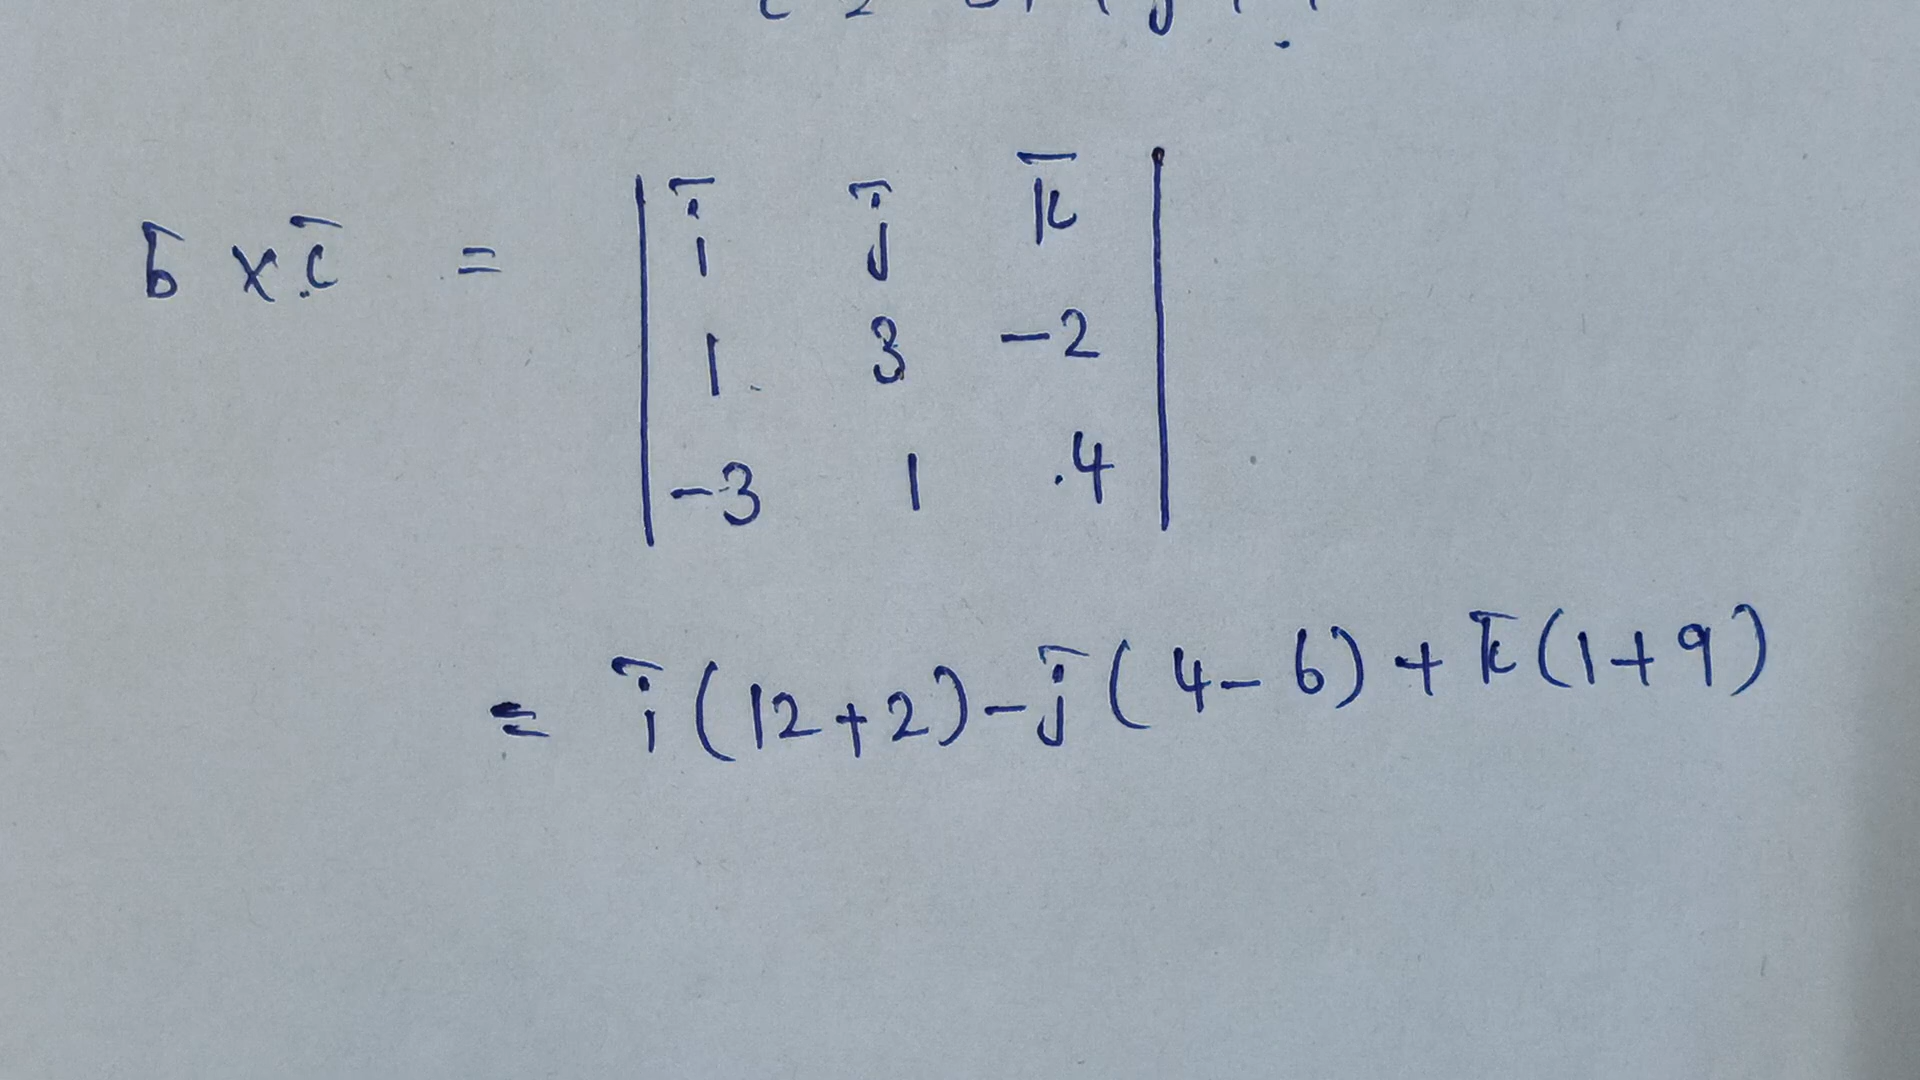 b̄ × c̄ = | ī j̄ k̄ |
| 1 3 -2 |
| -3 1 4 |
= ī(12+2) - j̄(4-6) + k̄(1+9)